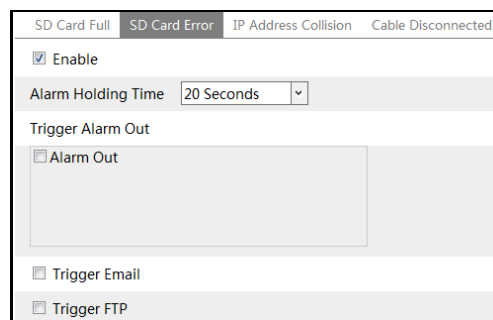 SD Card Full SD Card Error IP Address Collision Cable Disconnected
Enable
Alarm Holding Time 20 Seconds
Trigger Alarm Out
Alarm Out
Trigger Email
Trigger FTP